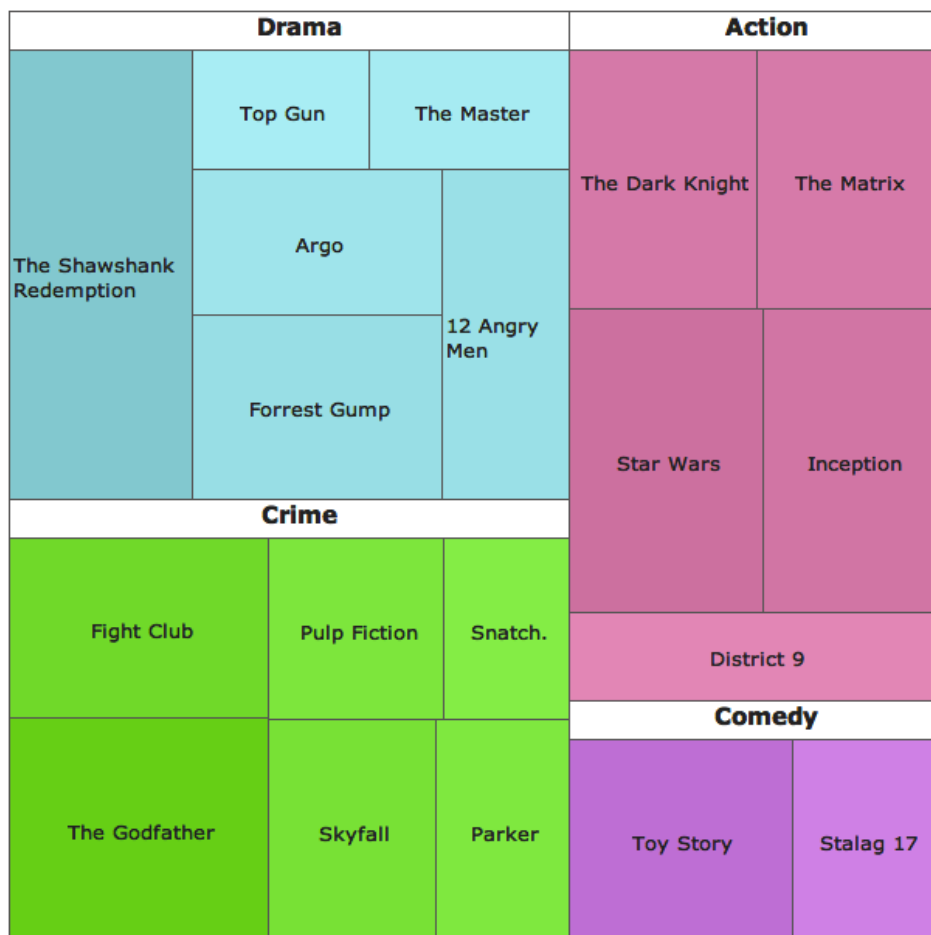 Drama
The Shawshank
Redemption
Top Gun
The Master
Argo
12 Angry
Men
Forrest Gump
Crime
Fight Club
Pulp Fiction
Snatch.
The Godfather
Skyfall
Parker
Action
The Dark Knight
The Matrix
Star Wars
Inception
District 9
Comedy
Toy Story
Stalag 17